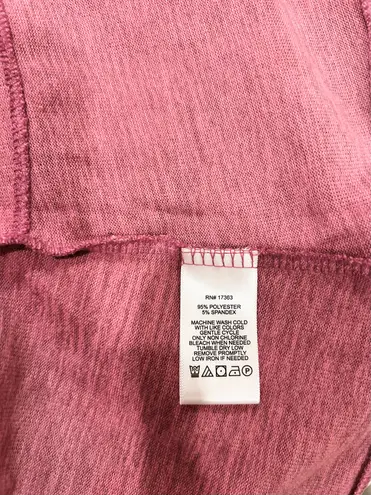 RN# 17363
95% POLYESTER
5% SPANDEX
MACHINE WASH COLD
WITH LIKE COLORS
GENTLE CYCLE
ONLY NON CHLORINE
BLEACH WHEN NEEDED
TUMBLE DRY LOW
REMOVE PROMPTLY
LOW IRON IF NEEDED
P